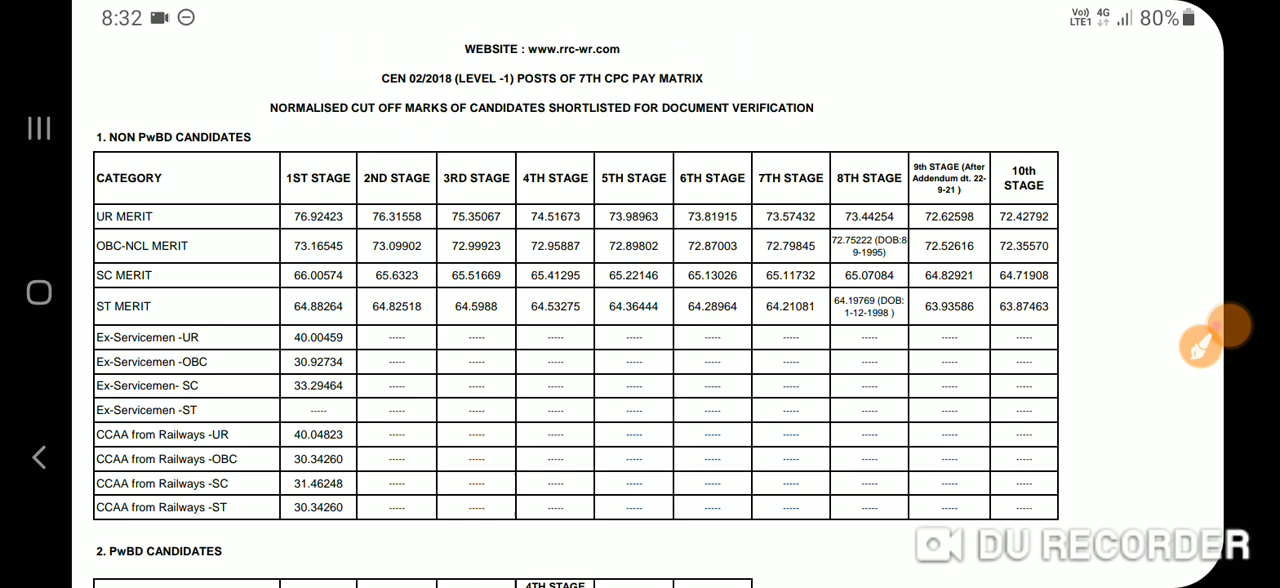 8:32
Vo)) 4G
LTE1
80%
WEBSITE : www.rrc-wr.com
CEN 02/2018 (LEVEL -1) POSTS OF 7TH CPC PAY MATRIX
NORMALISED CUT OFF MARKS OF CANDIDATES SHORTLISTED FOR DOCUMENT VERIFICATION
1. NON PwBD CANDIDATES
CATEGORY 1ST STAGE 2ND STAGE 3RD STAGE 4TH STAGE 5TH STAGE 6TH STAGE 7TH STAGE 8TH STAGE 9th STAGE (After Addendum dt. 22-9-21 ) 10th STAGE
UR MERIT 76.92423 76.31558 75.35067 74.51673 73.98963 73.81915 73.57432 73.44254 72.62598 72.42792
OBC-NCL MERIT 73.16545 73.09902 72.99923 72.95887 72.89802 72.87003 72.79845 72.75222 (DOB:8-9-1995) 72.52616 72.35570
SC MERIT 66.00574 65.6323 65.51669 65.41295 65.22146 65.13026 65.11732 65.07084 64.82921 64.71908
ST MERIT 64.88264 64.82518 64.5988 64.53275 64.36444 64.28964 64.21081 64.19769 (DOB: 1-12-1998 ) 63.93586 63.87463
Ex-Servicemen -UR 40.00459 ----- ----- ----- ----- ----- ----- ----- ----- -----
Ex-Servicemen -OBC 30.92734 ----- ----- ----- ----- ----- ----- ----- ----- -----
Ex-Servicemen- SC 33.29464 ----- ----- ----- ----- ----- ----- ----- ----- -----
Ex-Servicemen -ST ----- ----- ----- ----- ----- ----- ----- ----- ----- -----
CCAA from Railways -UR 40.04823 ----- ----- ----- ----- ----- ----- ----- ----- -----
CCAA from Railways -OBC 30.34260 ----- ----- ----- ----- ----- ----- ----- ----- -----
CCAA from Railways -SC 31.46248 ----- ----- ----- ----- ----- ----- ----- ----- -----
CCAA from Railways -ST 30.34260 ----- ----- ----- ----- ----- ----- ----- ----- -----
2. PwBD CANDIDATES
4TH STAGE
DU RECORDER